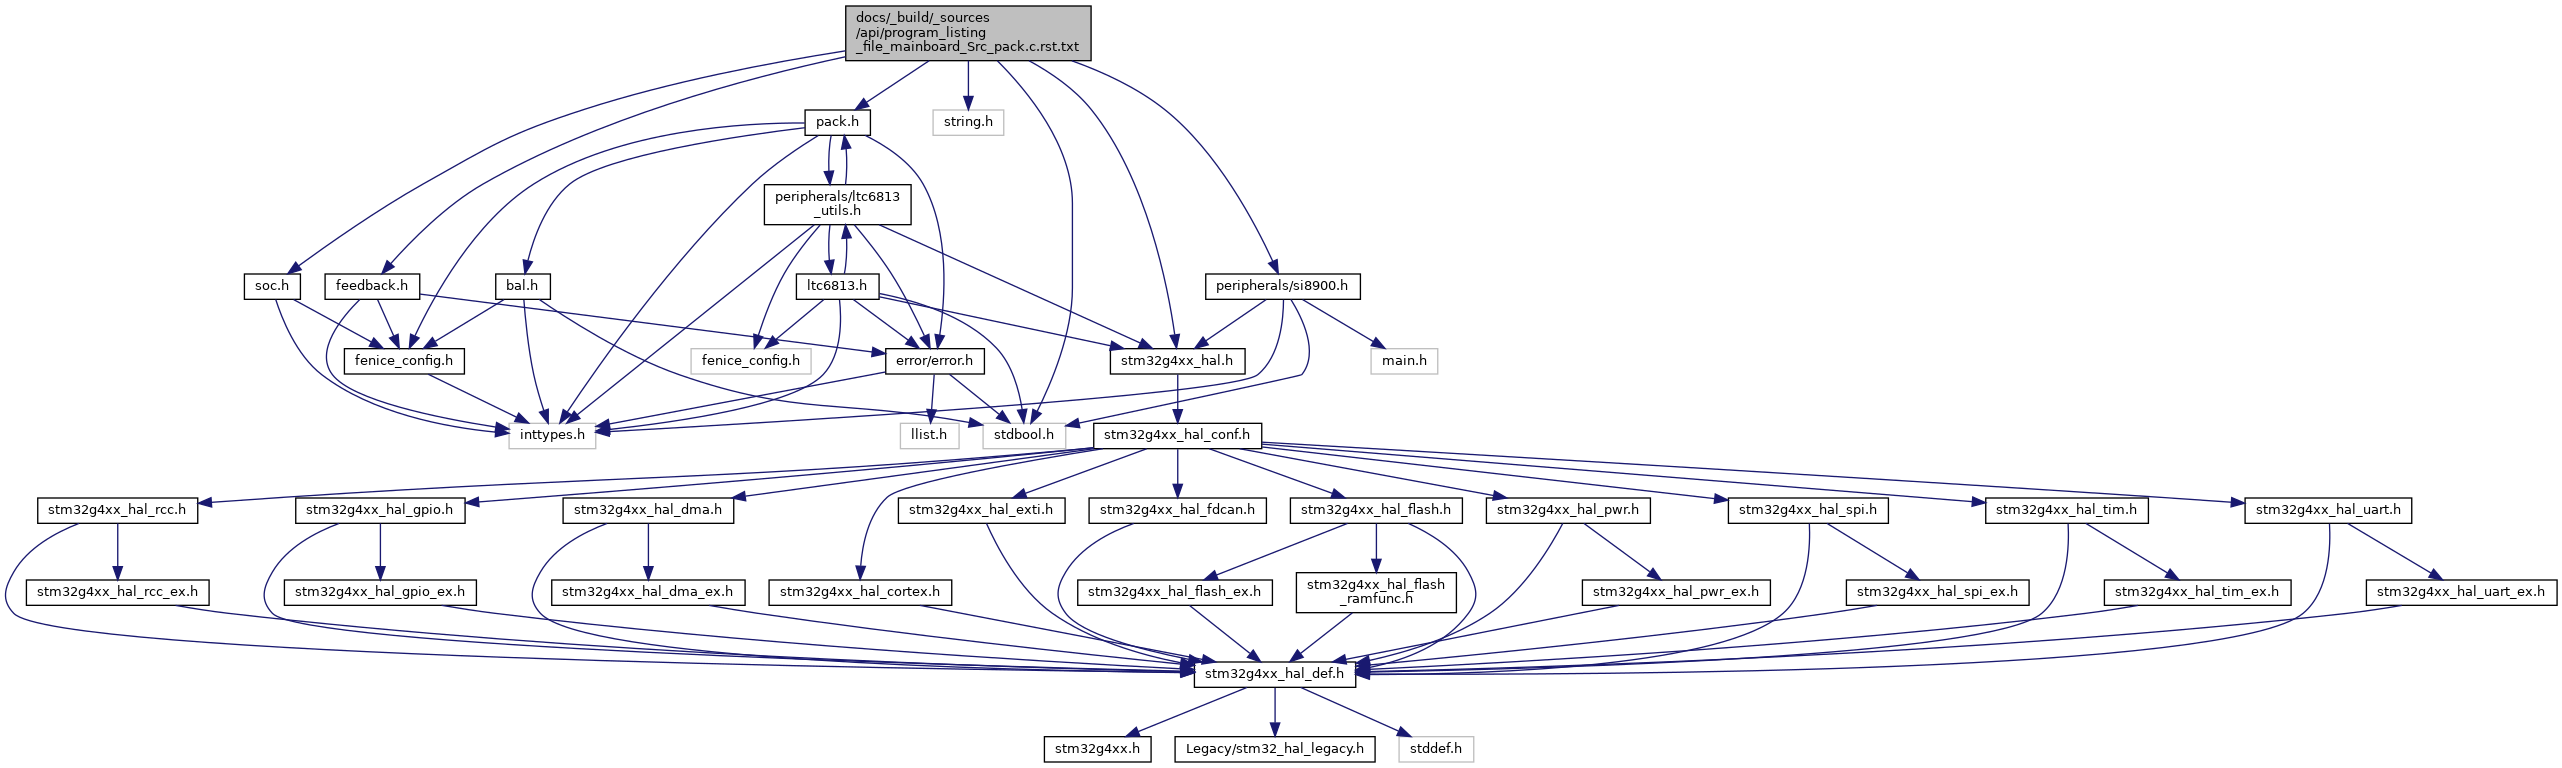 docs/_build/_sources
/api/program_listing
_file_mainboard_Src_pack.c.rst.txt
pack.h
string.h
peripherals/ltc6813
_utils.h
soc.h
feedback.h
bal.h
ltc6813.h
peripherals/si8900.h
fenice_config.h
fenice_config.h
error/error.h
stm32g4xx_hal.h
main.h
inttypes.h
llist.h
stdbool.h
stm32g4xx_hal_conf.h
stm32g4xx_hal_rcc.h
stm32g4xx_hal_gpio.h
stm32g4xx_hal_dma.h
stm32g4xx_hal_exti.h
stm32g4xx_hal_fdcan.h
stm32g4xx_hal_flash.h
stm32g4xx_hal_pwr.h
stm32g4xx_hal_spi.h
stm32g4xx_hal_tim.h
stm32g4xx_hal_uart.h
stm32g4xx_hal_rcc_ex.h
stm32g4xx_hal_gpio_ex.h
stm32g4xx_hal_dma_ex.h
stm32g4xx_hal_cortex.h
stm32g4xx_hal_flash_ex.h
stm32g4xx_hal_flash
_ramfunc.h
stm32g4xx_hal_pwr_ex.h
stm32g4xx_hal_spi_ex.h
stm32g4xx_hal_tim_ex.h
stm32g4xx_hal_uart_ex.h
stm32g4xx_hal_def.h
stm32g4xx.h
Legacy/stm32_hal_legacy.h
stddef.h